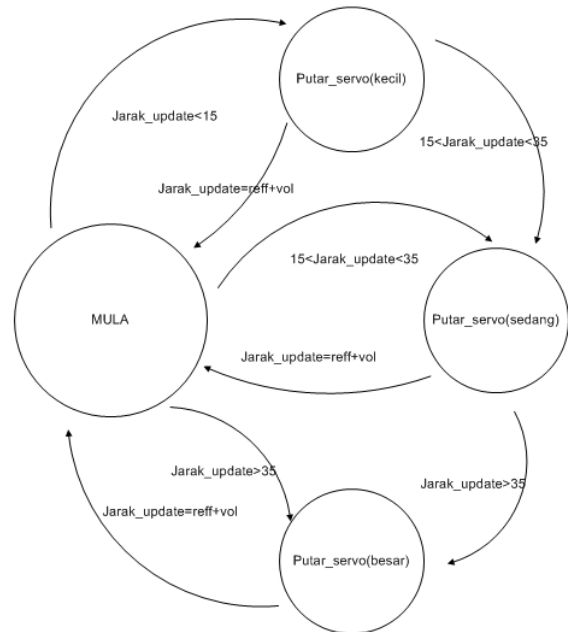 Putar_servo(kecil)
Jarak_update<15
15<Jarak_update<35
Jarak_update=reff+vol
15<Jarak_update<35
MULA
Putar_servo(sedang)
Jarak_update=reff+vol
Jarak_update>35
Jarak_update>35
Jarak_update=reff+vol
Putar_servo(besar)